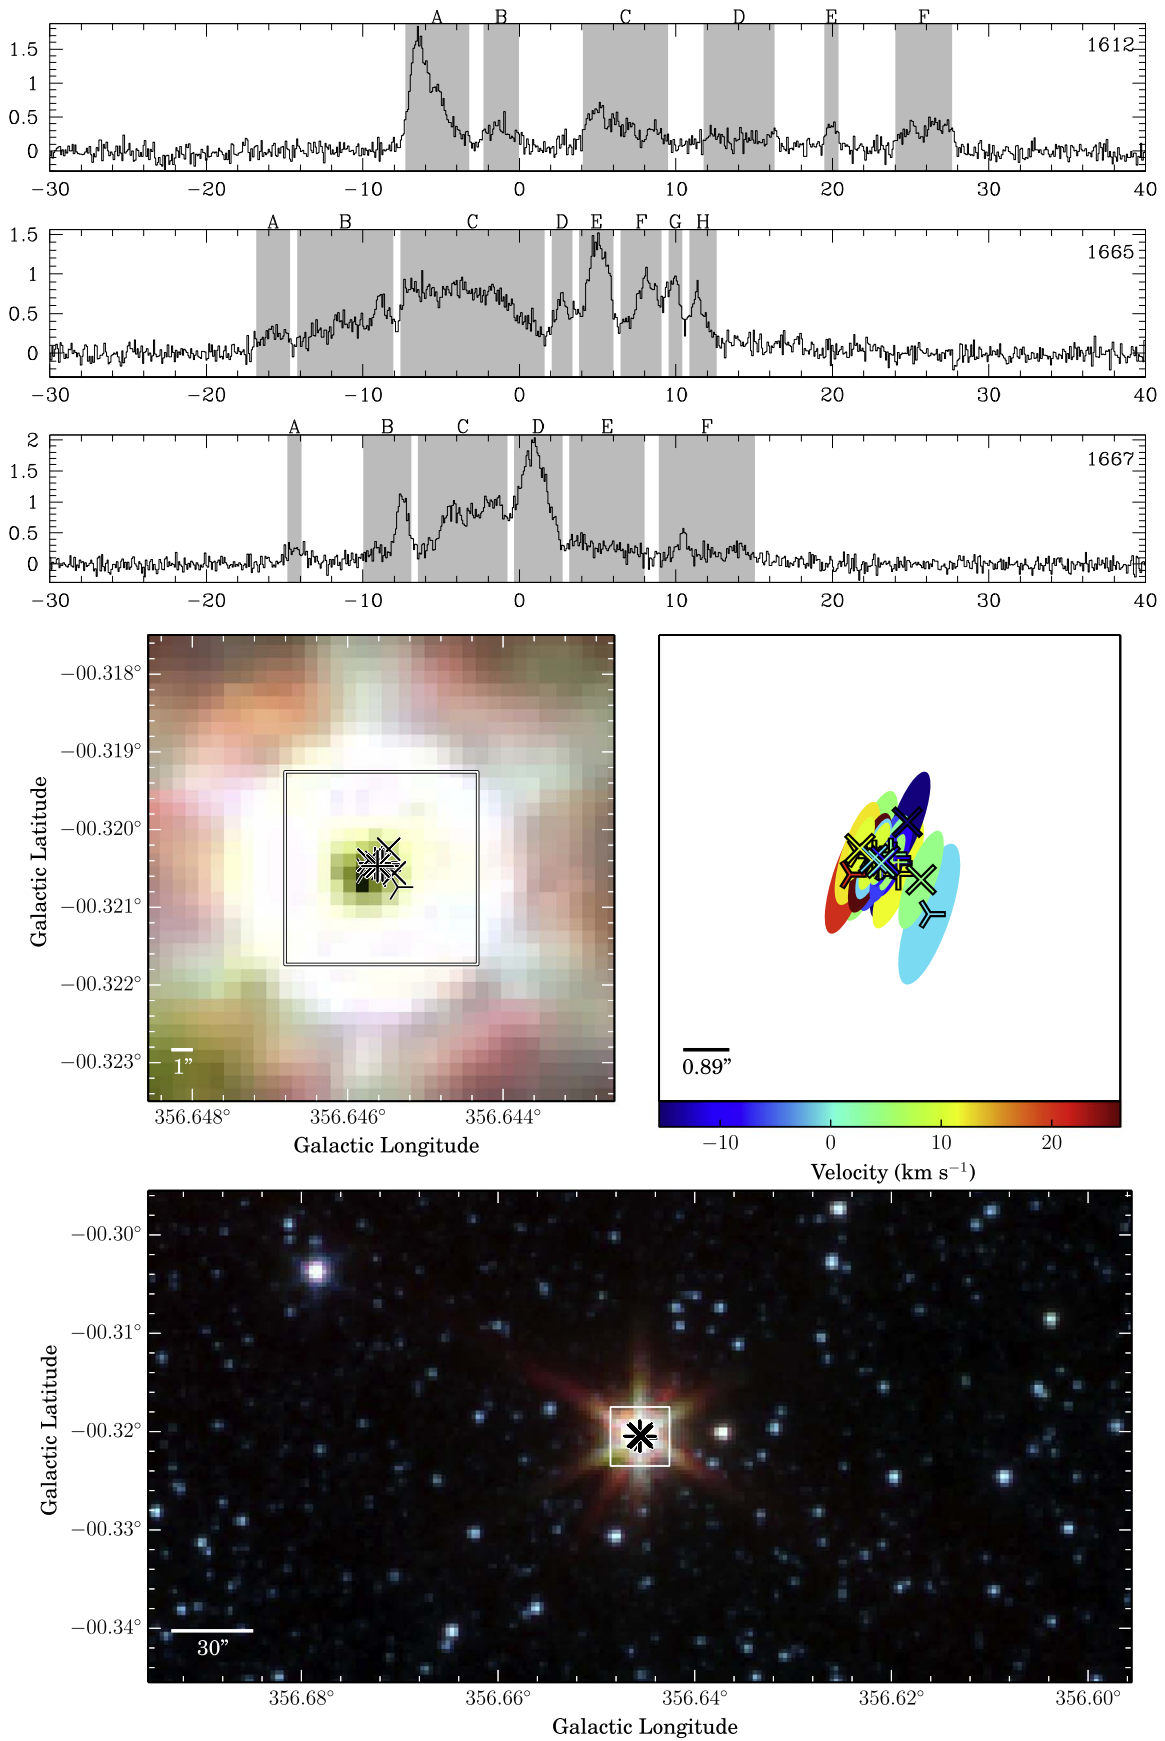 A B C D E F
1612
1.5
1
0.5
0
−30 −20 −10 0 10 20 30 40
A B C D E F G H
1665
1.5
1
0.5
0
−30 −20 −10 0 10 20 30 40
A B C D E F
1667
2
1.5
1
0.5
0
−30 −20 −10 0 10 20 30 40
−00.318°
−00.319°
−00.320°
−00.321°
−00.322°
−00.323°
Galactic Latitude
1”
356.648° 356.646° 356.644°
Galactic Longitude
0.89”
−10 0 10 20
Velocity (km s⁻¹)
−00.30°
−00.31°
−00.32°
−00.33°
−00.34°
Galactic Latitude
30”
356.68° 356.66° 356.64° 356.62° 356.60°
Galactic Longitude